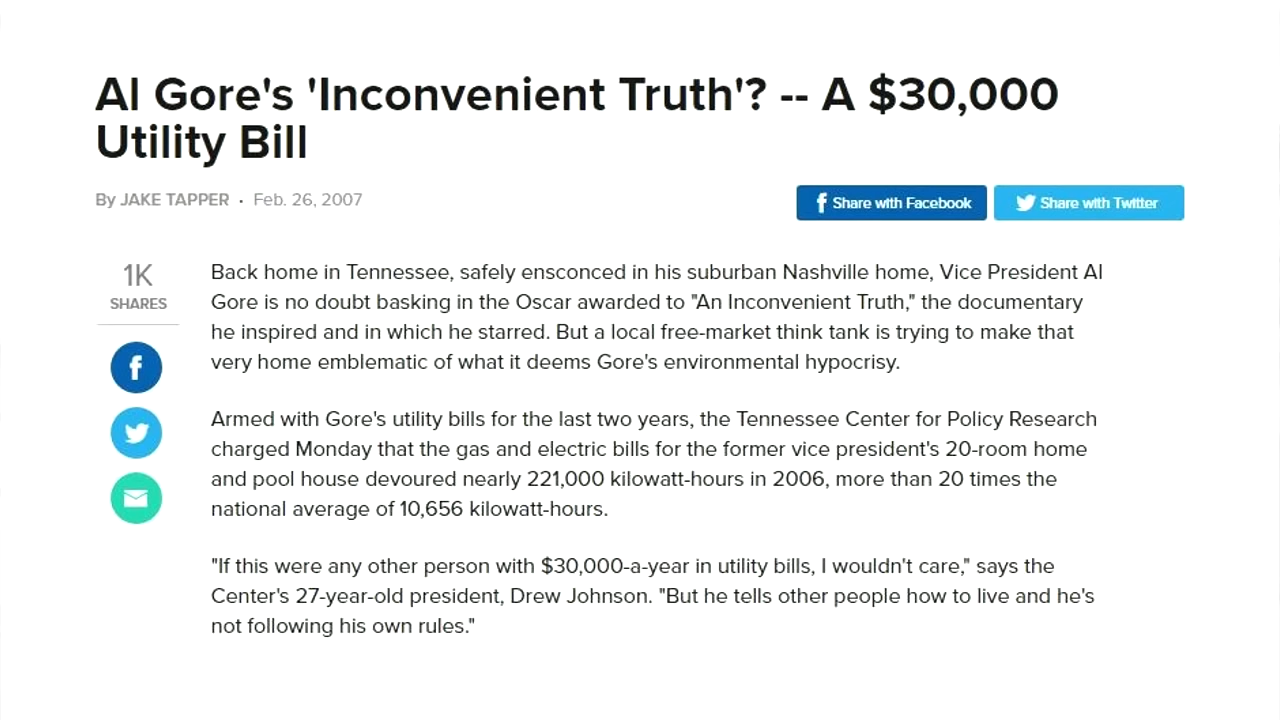 Al Gore's 'Inconvenient Truth'? -- A $30,000
Utility Bill
By JAKE TAPPER · Feb. 26, 2007
f Share with Facebook
Share with Twitter
1K
SHARES
f
Back home in Tennessee, safely ensconced in his suburban Nashville home, Vice President Al
Gore is no doubt basking in the Oscar awarded to "An Inconvenient Truth," the documentary
he inspired and in which he starred. But a local free-market think tank is trying to make that
very home emblematic of what it deems Gore's environmental hypocrisy.
Armed with Gore's utility bills for the last two years, the Tennessee Center for Policy Research
charged Monday that the gas and electric bills for the former vice president's 20-room home
and pool house devoured nearly 221,000 kilowatt-hours in 2006, more than 20 times the
national average of 10,656 kilowatt-hours.
"If this were any other person with $30,000-a-year in utility bills, I wouldn't care," says the
Center's 27-year-old president, Drew Johnson. "But he tells other people how to live and he's
not following his own rules."